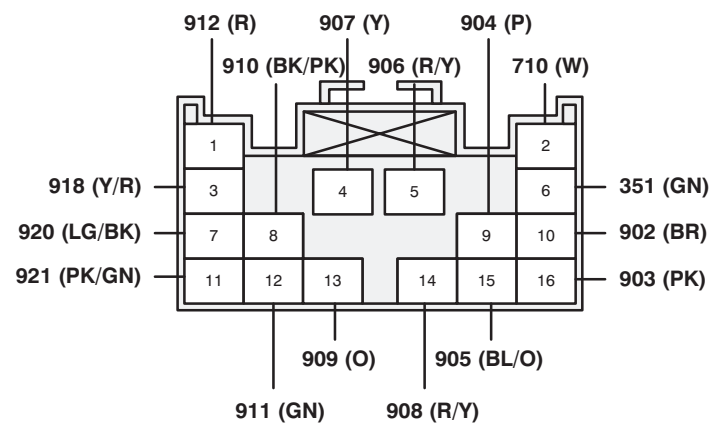 912 (R) 907 (Y) 904 (P)
910 (BK/PK) 906 (R/Y) 710 (W)
1 2
918 (Y/R) 3 4 5 6 351 (GN)
920 (LG/BK) 7 8 9 10 902 (BR)
921 (PK/GN) 11 12 13 14 15 16 903 (PK)
909 (O) 905 (BL/O)
911 (GN) 908 (R/Y)